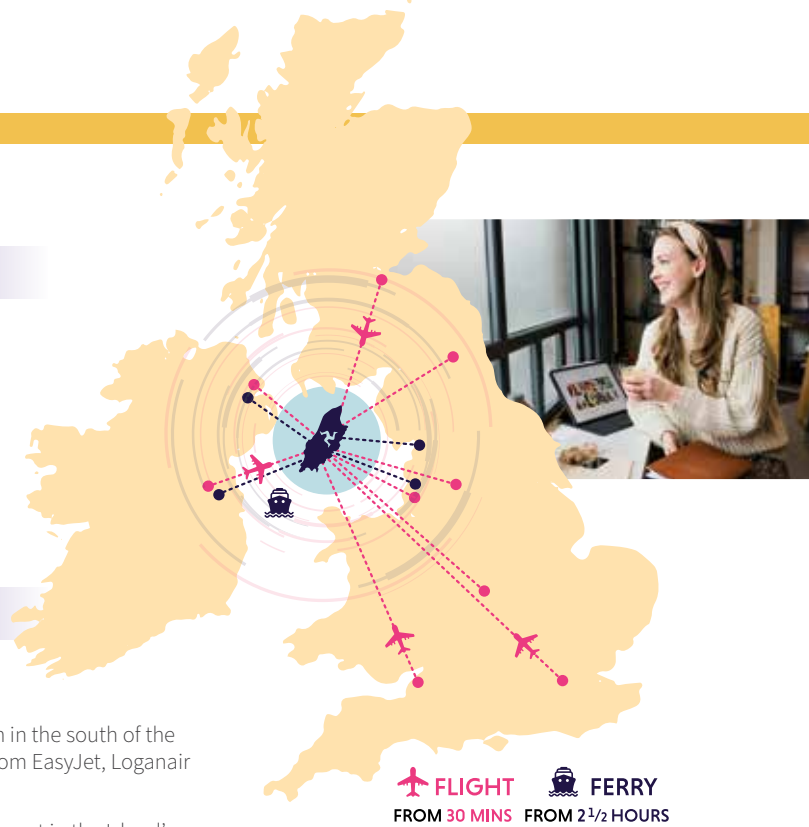 in the south of the
om EasyJet, Loganair
FLIGHT FERRY
FROM 30 MINS FROM 2 1/2 HOURS